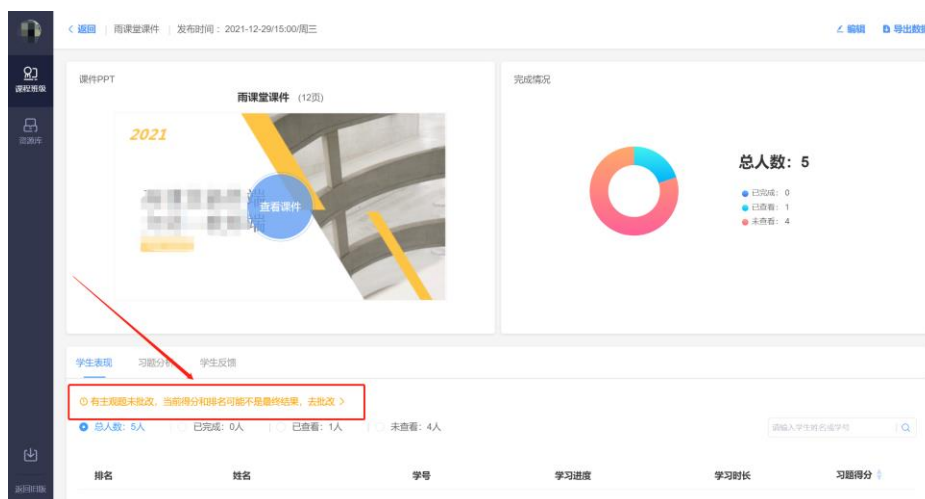 返回 | 雨课堂课件 | 发布时间：2021-12-29/15:00/周三
编辑
导出数据
课程班级
资源库
返回旧版
课件PPT
雨课堂课件 (12页)
2021
查看课件
完成情况
总人数：5
已完成：0
已查看：1
未查看：4
学生表现 习题分析 学生反馈
有主观题未批改，当前得分和排名可能不是最终结果，去批改 >
总人数：5人 已完成：0人 已查看：1人 未查看：4人
请输入学生姓名或学号
排名 姓名 学号 学习进度 学习时长 习题得分